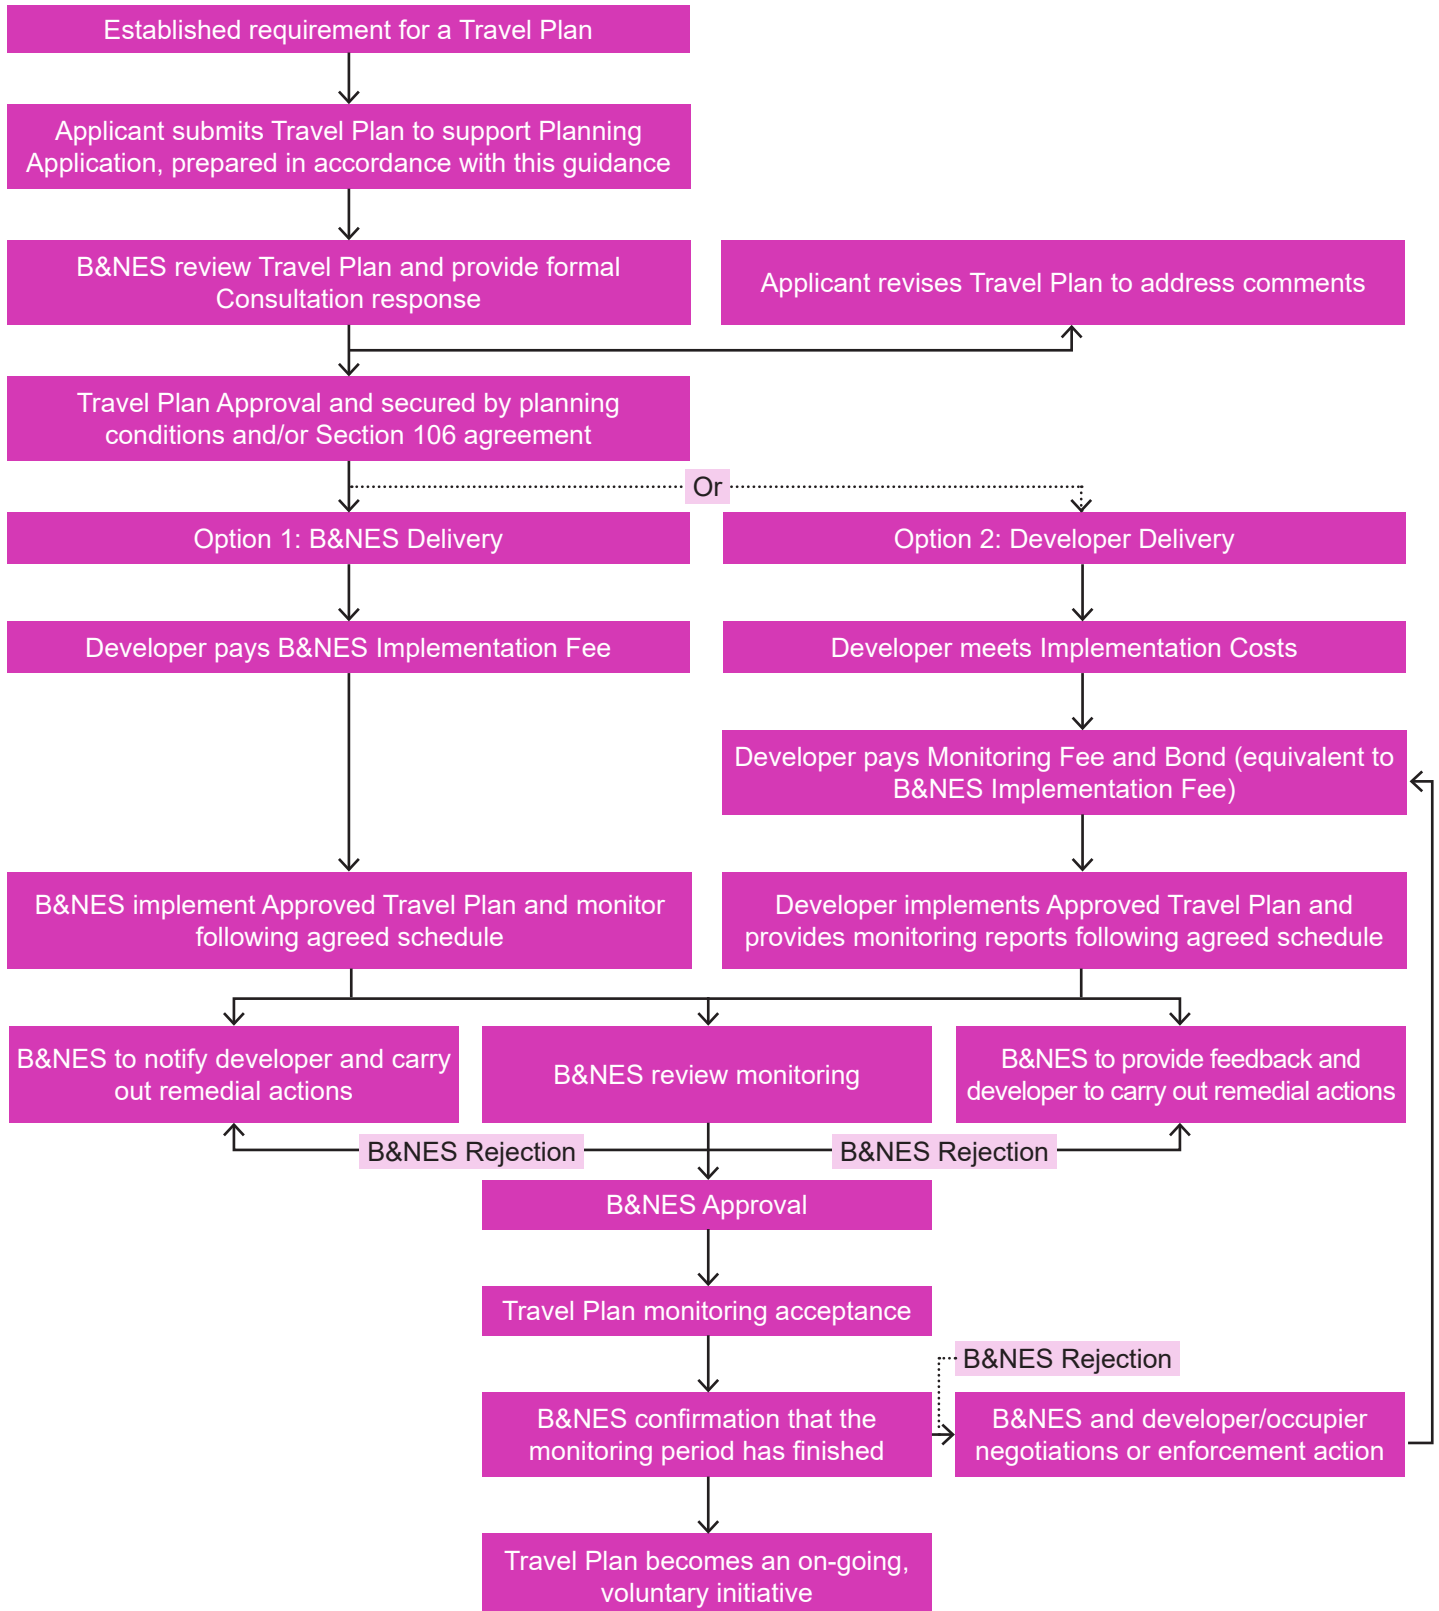 Established requirement for a Travel Plan
Applicant submits Travel Plan to support Planning
Application, prepared in accordance with this guidance
B&NES review Travel Plan and provide formal
Consultation response
Applicant revises Travel Plan to address comments
Travel Plan Approval and secured by planning
conditions and/or Section 106 agreement
Or
Option 1: B&NES Delivery
Option 2: Developer Delivery
Developer pays B&NES Implementation Fee
Developer meets Implementation Costs
Developer pays Monitoring Fee and Bond (equivalent to
B&NES Implementation Fee)
B&NES implement Approved Travel Plan and monitor
following agreed schedule
Developer implements Approved Travel Plan and
provides monitoring reports following agreed schedule
B&NES to notify developer and carry
out remedial actions
B&NES review monitoring
B&NES to provide feedback and
developer to carry out remedial actions
B&NES Rejection
B&NES Rejection
B&NES Approval
Travel Plan monitoring acceptance
B&NES Rejection
B&NES confirmation that the
monitoring period has finished
B&NES and developer/occupier
negotiations or enforcement action
Travel Plan becomes an on-going,
voluntary initiative